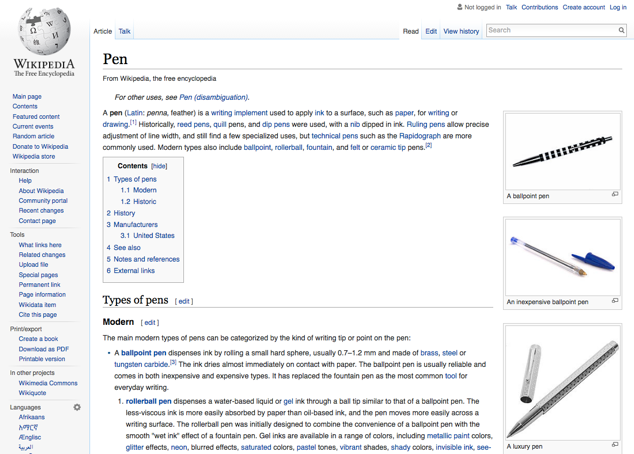 Not logged in Talk Contributions Create account Log in
Article Talk Read Edit View history Search
WIKIPEDIA
The Free Encyclopedia
Main page
Contents
Featured content
Current events
Random article
Donate to Wikipedia
Wikipedia store
Interaction
Help
About Wikipedia
Community portal
Recent changes
Contact page
Tools
What links here
Related changes
Upload file
Special pages
Permanent link
Page information
Wikidata item
Cite this page
Print/export
Create a book
Download as PDF
Printable version
In other projects
Wikimedia Commons
Wikiquote
Languages
Afrikaans
አማርኛ
Ænglisc
العربية
Pen
From Wikipedia, the free encyclopedia
For other uses, see Pen (disambiguation).
A pen (Latin: penna, feather) is a writing implement used to apply ink to a surface, such as paper, for writing or
drawing.[1] Historically, reed pens, quill pens, and dip pens were used, with a nib dipped in ink. Ruling pens allow precise
adjustment of line width, and still find a few specialized uses, but technical pens such as the Rapidograph are more
commonly used. Modern types also include ballpoint, rollerball, fountain, and felt or ceramic tip pens.[2]
Contents [hide]
1 Types of pens
1.1 Modern
1.2 Historic
2 History
3 Manufacturers
3.1 United States
4 See also
5 Notes and references
6 External links
Types of pens [ edit ]
Modern [ edit ]
The main modern types of pens can be categorized by the kind of writing tip or point on the pen:
• A ballpoint pen dispenses ink by rolling a small hard sphere, usually 0.7–1.2 mm and made of brass, steel or
tungsten carbide.[3] The ink dries almost immediately on contact with paper. The ballpoint pen is usually reliable and
comes in both inexpensive and expensive types. It has replaced the fountain pen as the most common tool for
everyday writing.
1. rollerball pen dispenses a water-based liquid or gel ink through a ball tip similar to that of a ballpoint pen. The
less-viscous ink is more easily absorbed by paper than oil-based ink, and the pen moves more easily across a
writing surface. The rollerball pen was initially designed to combine the convenience of a ballpoint pen with the
smooth "wet ink" effect of a fountain pen. Gel inks are available in a range of colors, including metallic paint colors,
glitter effects, neon, blurred effects, saturated colors, pastel tones, vibrant shades, shady colors, invisible ink, see-
A ballpoint pen
An inexpensive ballpoint pen
A luxury pen